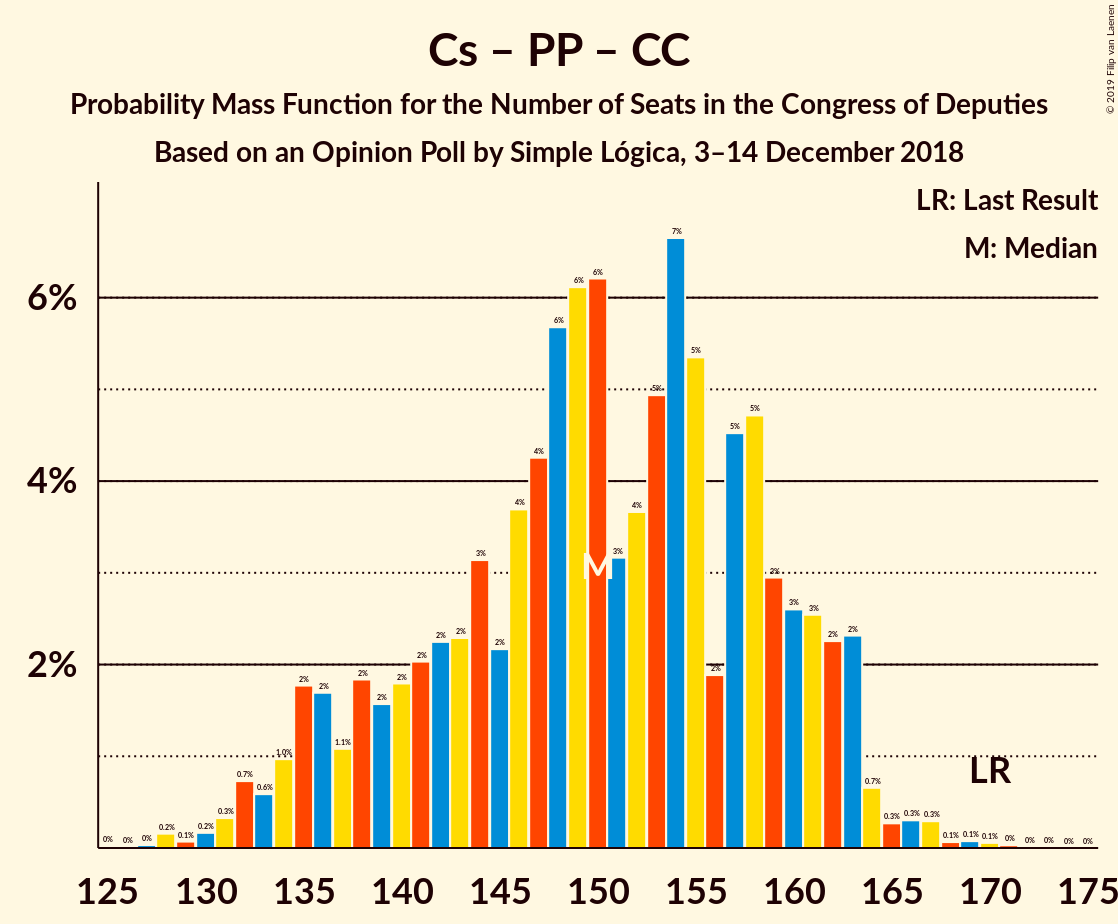 Cs – PP – CC
Probability Mass Function for the Number of Seats in the Congress of Deputies
Based on an Opinion Poll by Simple Lógica, 3–14 December 2018
© 2019 Filip van Laenen
LR: Last Result
M: Median
6%
4%
2%
0% 0% 0% 0.2% 0.1% 0.2% 0.3% 0.7% 0.6% 1.0% 2% 2% 1.1% 2% 2% 2% 2% 2% 2% 3% 2% 4% 4% 6% 6% 6% 3% 4% 5% 7% 5% 2% 5% 5% 3% 3% 3% 2% 2% 0.7% 0.3% 0.3% 0.3% 0.1% 0.1% 0.1% 0% 0% 0% 0% 0%
M
LR
125 130 135 140 145 150 155 160 165 170 175